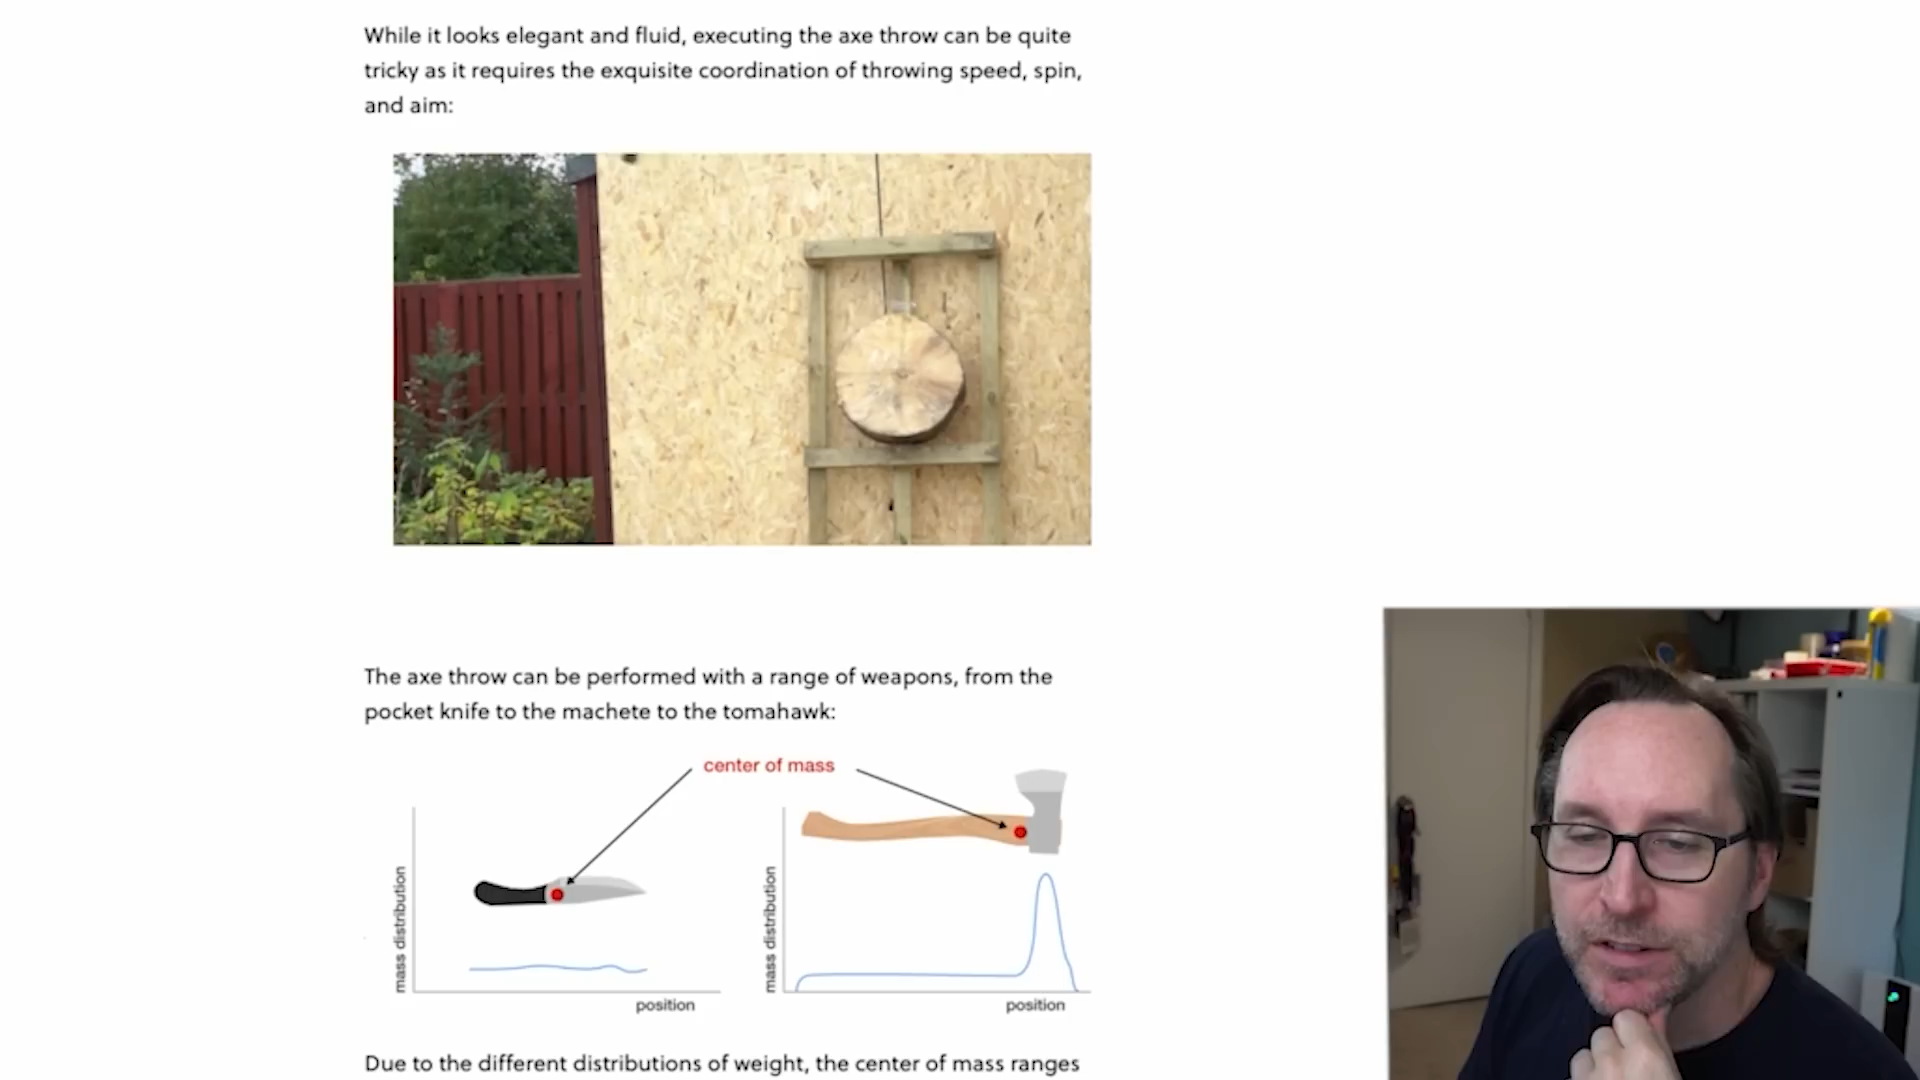 While it looks elegant and fluid, executing the axe throw can be quite
tricky as it requires the exquisite coordination of throwing speed, spin,
and aim:
The axe throw can be performed with a range of weapons, from the
pocket knife to the machete to the tomahawk:
center of mass
mass distribution
position
mass distribution
position
Due to the different distributions of weight, the center of mass ranges